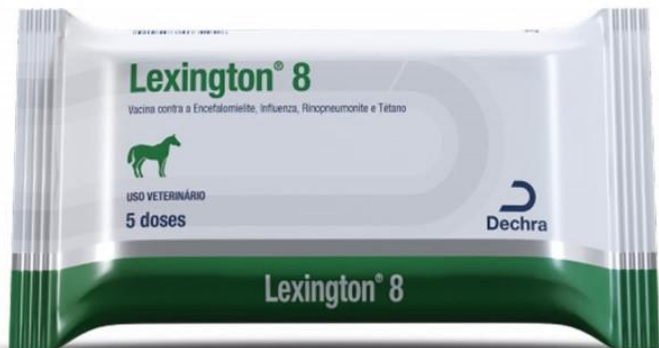 Lexington® 8
Vacina contra a Encefalomielite, Influenza, Rinopneumonite e Tétano
USO VETERINÁRIO
5 doses
Dechra
Lexington® 8